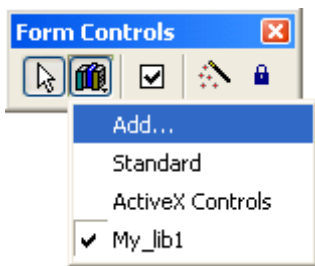 Form Controls
Add...
Standard
ActiveX Controls
My_lib1